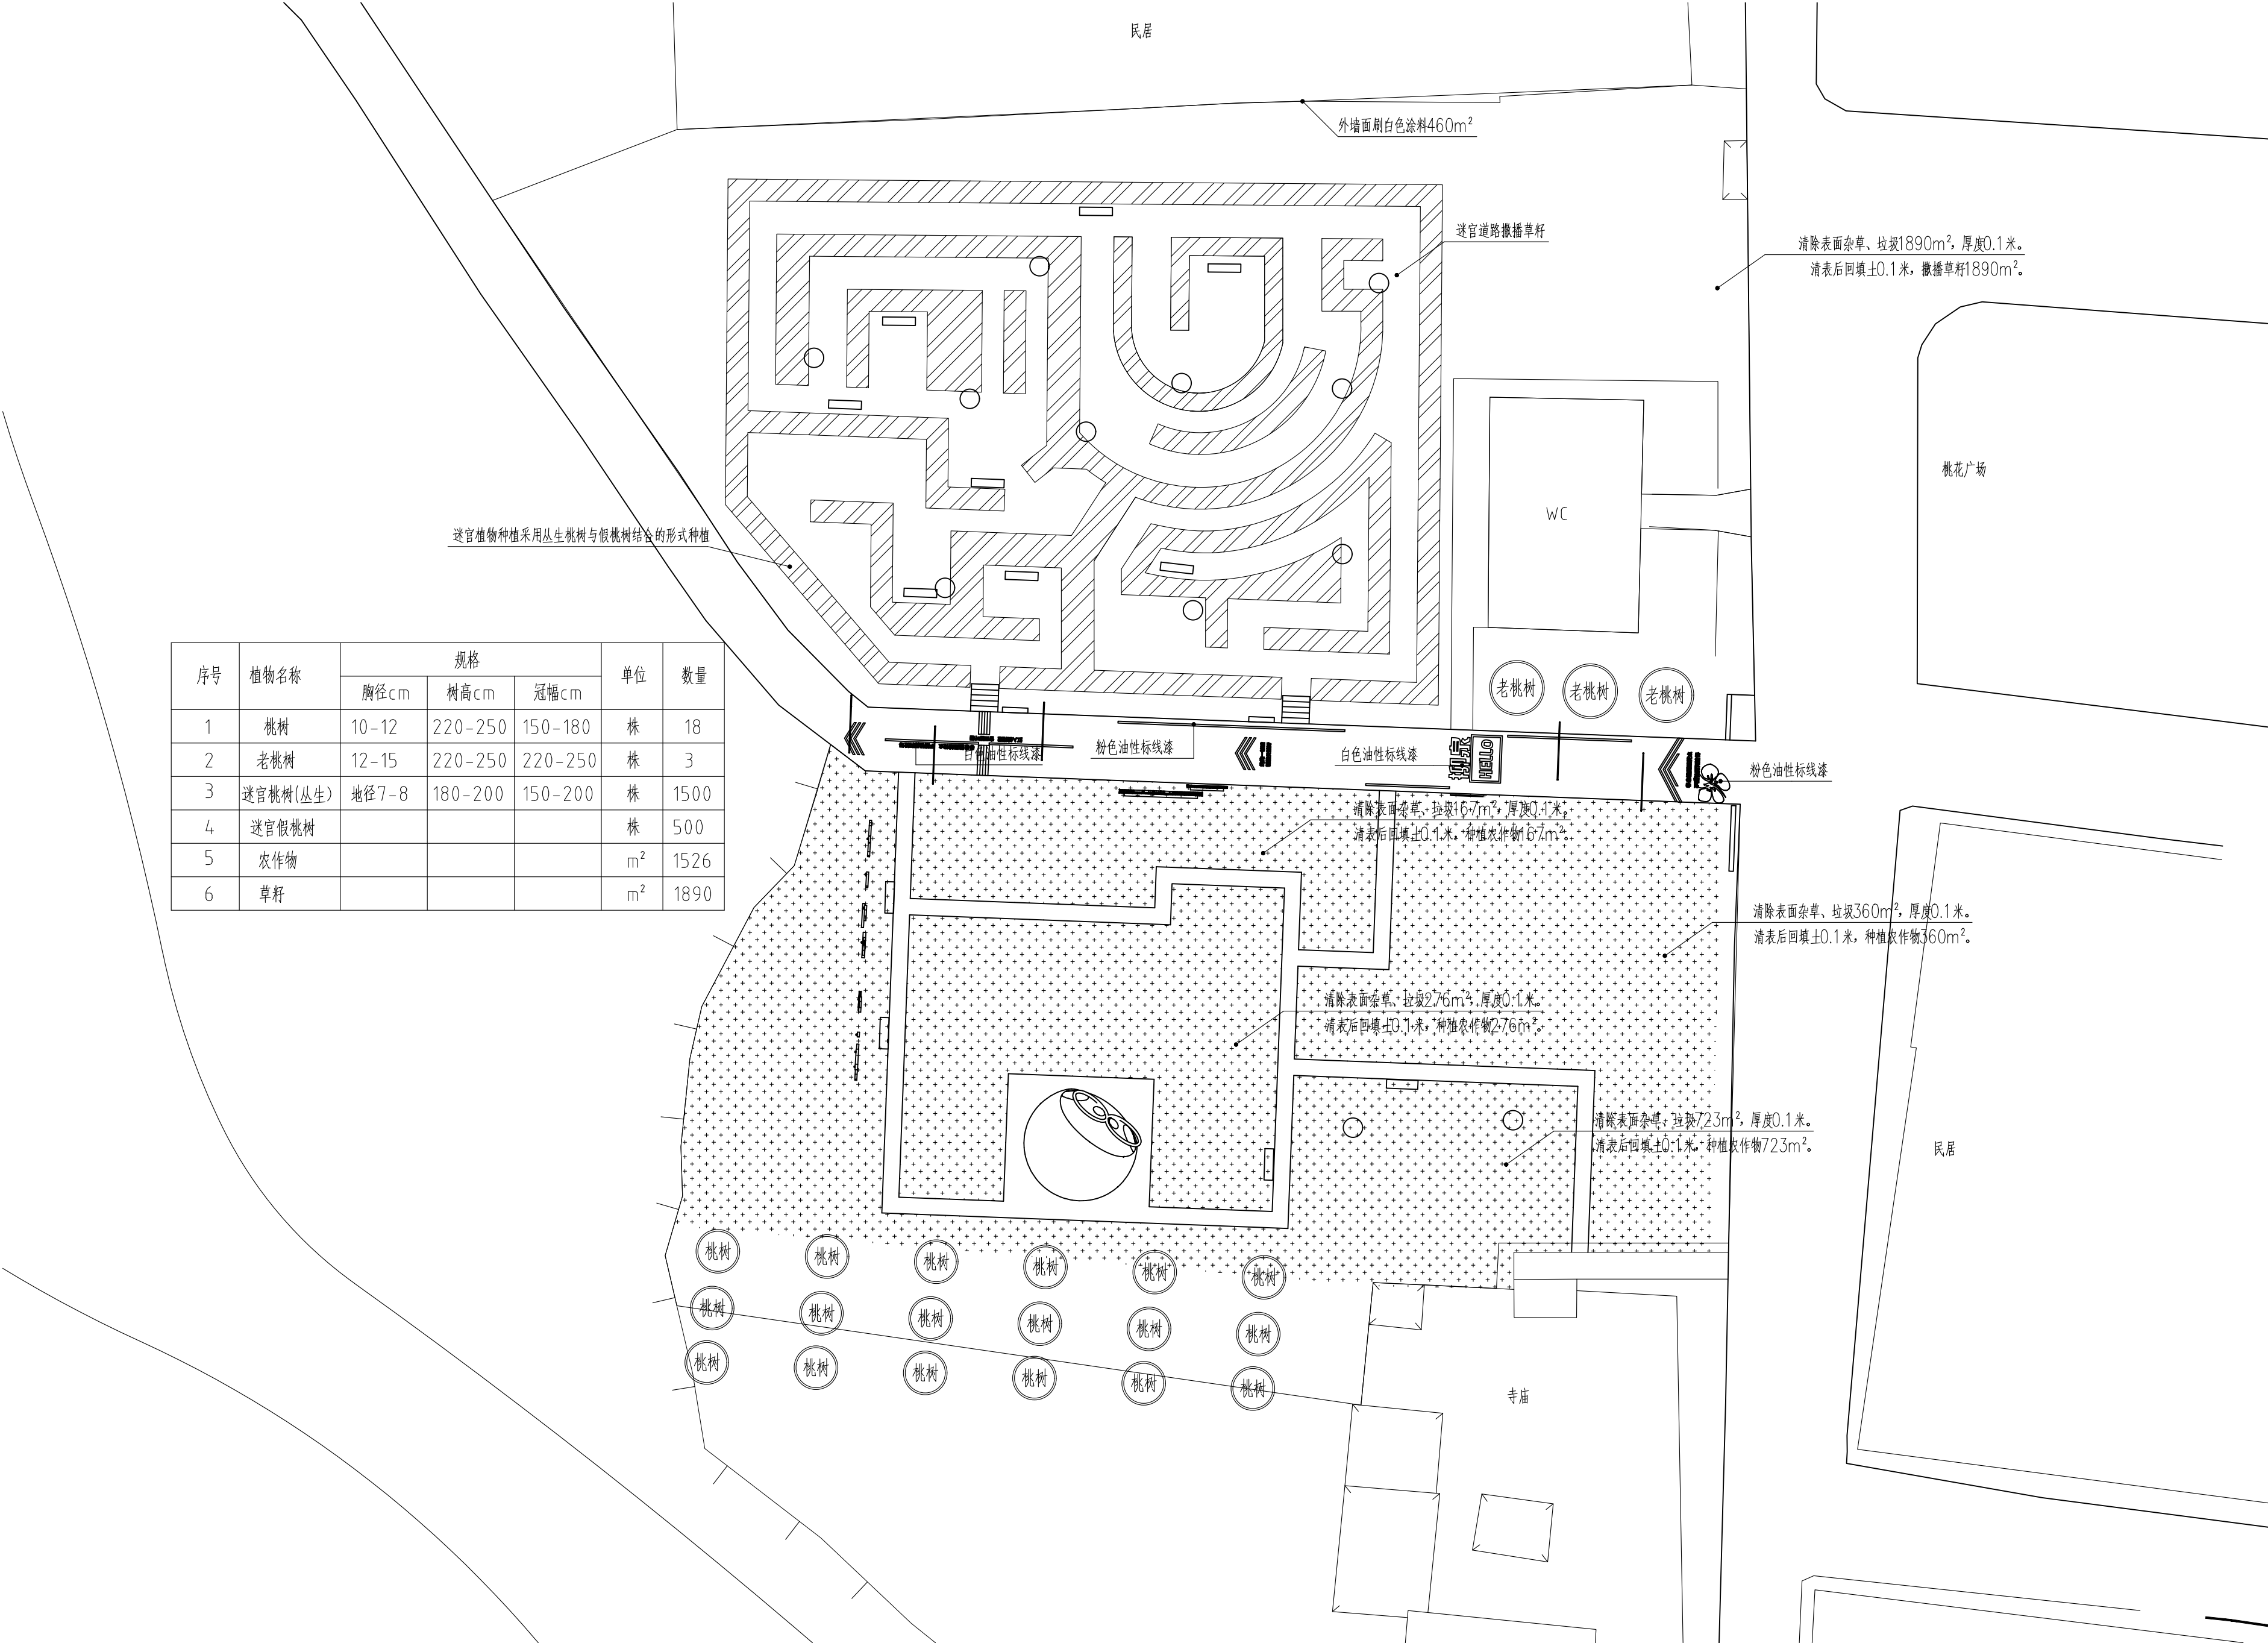 民居
外墙面刷白色涂料460m²
迷宫道路撒播草籽
清除表面杂草、垃圾1890m²，厚度0.1米。
清表后回填土0.1米，撒播草籽1890m²。
桃花广场
WC
迷宫植物种植采用丛生桃树与假桃树结合的形式种植
序号 植物名称 规格 单位 数量
胸径cm 树高cm 冠幅cm
1 桃树 10-12 220-250 150-180 株 18
2 老桃树 12-15 220-250 220-250 株 3
3 迷宫桃树(丛生) 地径7-8 180-200 150-200 株 1500
4 迷宫假桃树 株 500
5 农作物 m² 1526
6 草籽 m² 1890
老桃树 老桃树 老桃树
白色油性标线漆
粉色油性标线漆
白色油性标线漆
HELLO
粉色油性标线漆
清除表面杂草、垃圾167m²，厚度0.1米。
清表后回填土0.1米，种植农作物167m²。
清除表面杂草、垃圾360m²，厚度0.1米。
清表后回填土0.1米，种植农作物360m²。
清除表面杂草、垃圾276m²，厚度0.1米。
清表后回填土0.1米，种植农作物276m²。
清除表面杂草、垃圾723m²，厚度0.1米。
清表后回填土0.1米，种植农作物723m²。
民居
桃树 桃树 桃树 桃树 桃树 桃树
桃树 桃树 桃树 桃树 桃树 桃树
桃树 桃树 桃树 桃树 桃树 桃树
寺庙